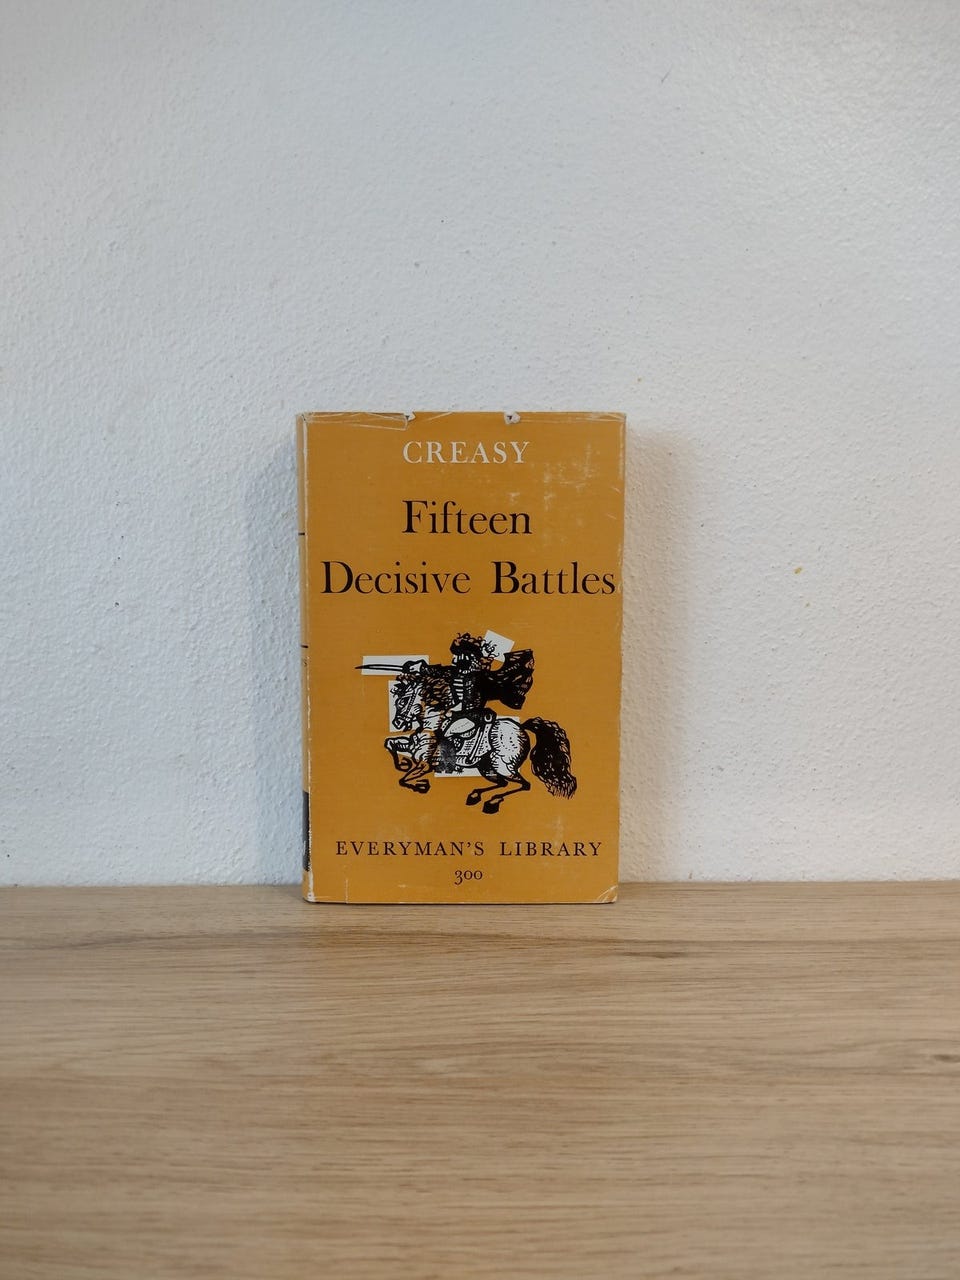 CREASY
Fifteen
Decisive Battles
EVERYMAN'S LIBRARY
300